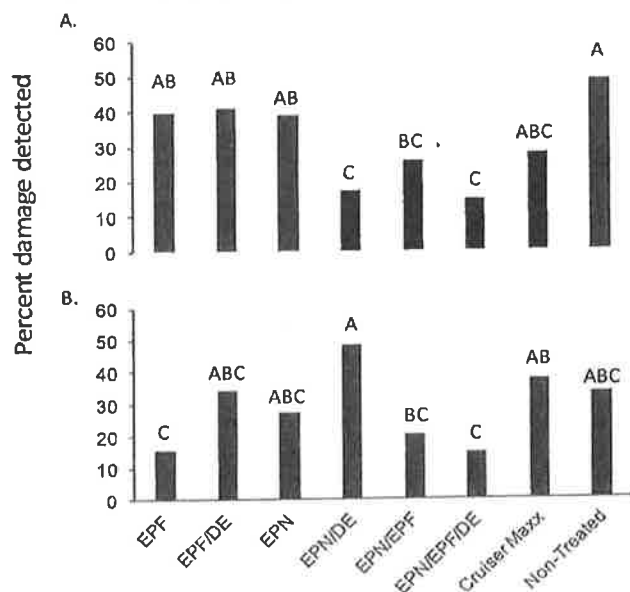 A.
Percent damage detected
60
50
40
30
20
10
0
AB
AB
AB
C
BC
C
ABC
A
B.
60
50
40
30
20
10
0
C
ABC
ABC
A
BC
C
AB
ABC
EPF
EPF/DE
EPN
EPN/DE
EPN/EPF
EPN/EPF/DE
Cruiser Maxx
Non-Treated